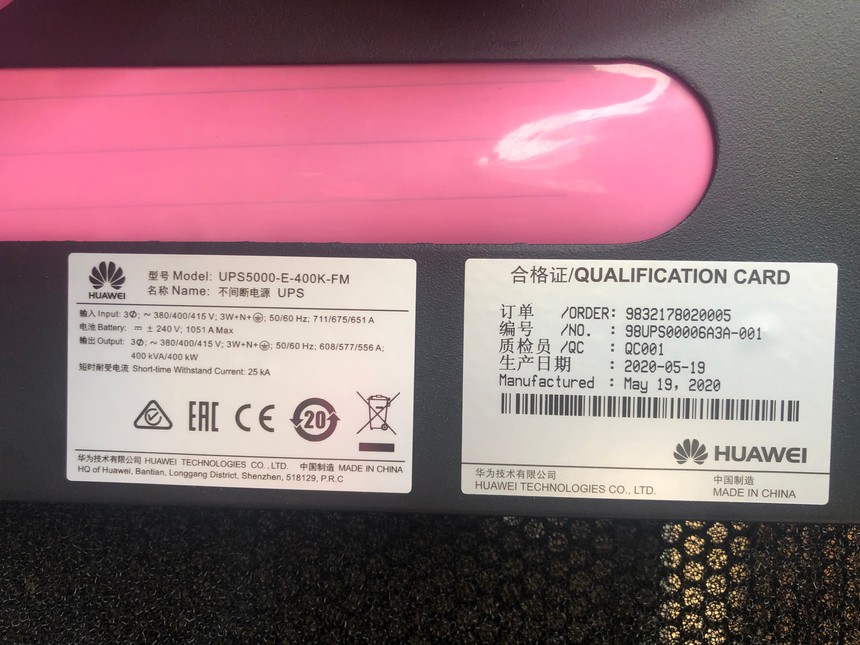 HUAWEI
型号 Model: UPS5000-E-400K-FM
名称 Name: 不间断电源 UPS
输入 Input: 3Ф; ~ 380/400/415 V; 3W+N+⏚; 50/60 Hz; 711/675/651 A
电池 Battery: ⎓ ± 240 V; 1051 A Max
输出 Output: 3Ф; ~ 380/400/415 V; 3W+N+⏚; 50/60 Hz; 608/577/556 A;
400 kVA/400 kW
短时耐受电流 Short-time Withstand Current: 25 kA
EAC CE 20
华为技术有限公司 HUAWEI TECHNOLOGIES CO., LTD. 中国制造 MADE IN CHINA
HQ of Huawei, Bantian, Longgang District, Shenzhen, 518129, P.R.C
合格证/QUALIFICATION CARD
订单 /ORDER: 9832178020005
编号 /NO. : 98UPS00006A3A-001
质检员 /QC : QC001
生产日期 : 2020-05-19
Manufactured : May 19, 2020
HUAWEI
华为技术有限公司 中国制造
HUAWEI TECHNOLOGIES CO., LTD. MADE IN CHINA